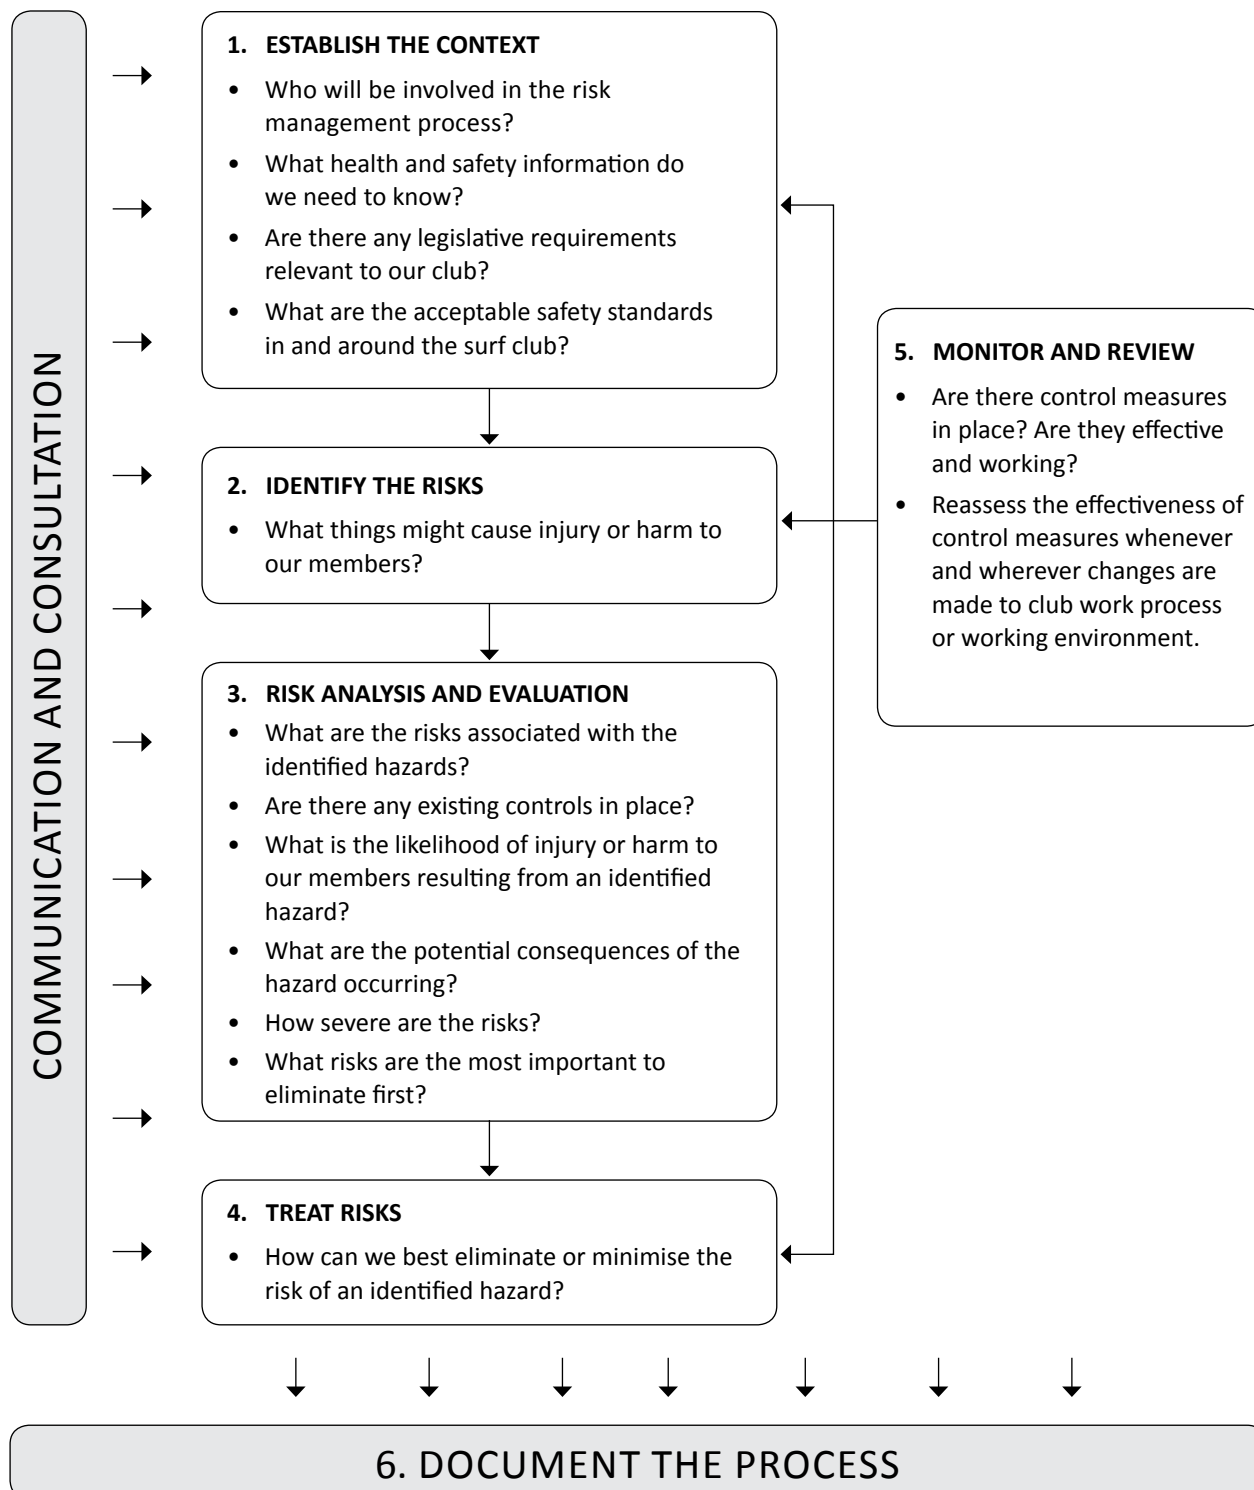 COMMUNICATION AND CONSULTATION
1. ESTABLISH THE CONTEXT
• Who will be involved in the risk
management process?
• What health and safety information do
we need to know?
• Are there any legislative requirements
relevant to our club?
• What are the acceptable safety standards
in and around the surf club?
2. IDENTIFY THE RISKS
• What things might cause injury or harm to
our members?
3. RISK ANALYSIS AND EVALUATION
• What are the risks associated with the
identified hazards?
• Are there any existing controls in place?
• What is the likelihood of injury or harm to
our members resulting from an identified
hazard?
• What are the potential consequences of the
hazard occurring?
• How severe are the risks?
• What risks are the most important to
eliminate first?
4. TREAT RISKS
• How can we best eliminate or minimise the
risk of an identified hazard?
5. MONITOR AND REVIEW
• Are there control measures
in place? Are they effective
and working?
• Reassess the effectiveness of
control measures whenever
and wherever changes are
made to club work process
or working environment.
6. DOCUMENT THE PROCESS